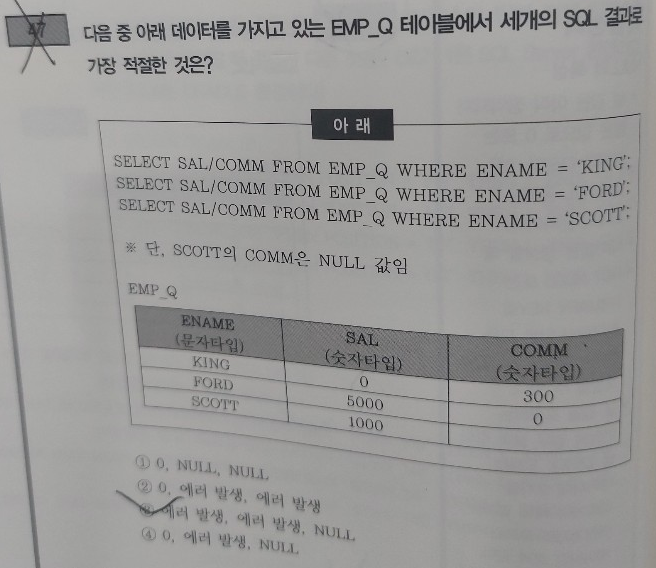 47 다음 중 아래 데이터를 가지고 있는 EMP_Q 테이블에서 세개의 SQL 결과로
가장 적절한 것은?
아 래
SELECT SAL/COMM FROM EMP_Q WHERE ENAME = ‘KING’;
SELECT SAL/COMM FROM EMP_Q WHERE ENAME = ‘FORD’;
SELECT SAL/COMM FROM EMP_Q WHERE ENAME = ‘SCOTT’;
※ 단, SCOTT의 COMM은 NULL 값임
EMP_Q
ENAME SAL COMM
(문자타입) (숫자타입) (숫자타입)
KING 0 300
FORD 5000 0
SCOTT 1000
① 0, NULL, NULL
② 0, 에러 발생, 에러 발생
③ 에러 발생, 에러 발생, NULL
④ 0, 에러 발생, NULL